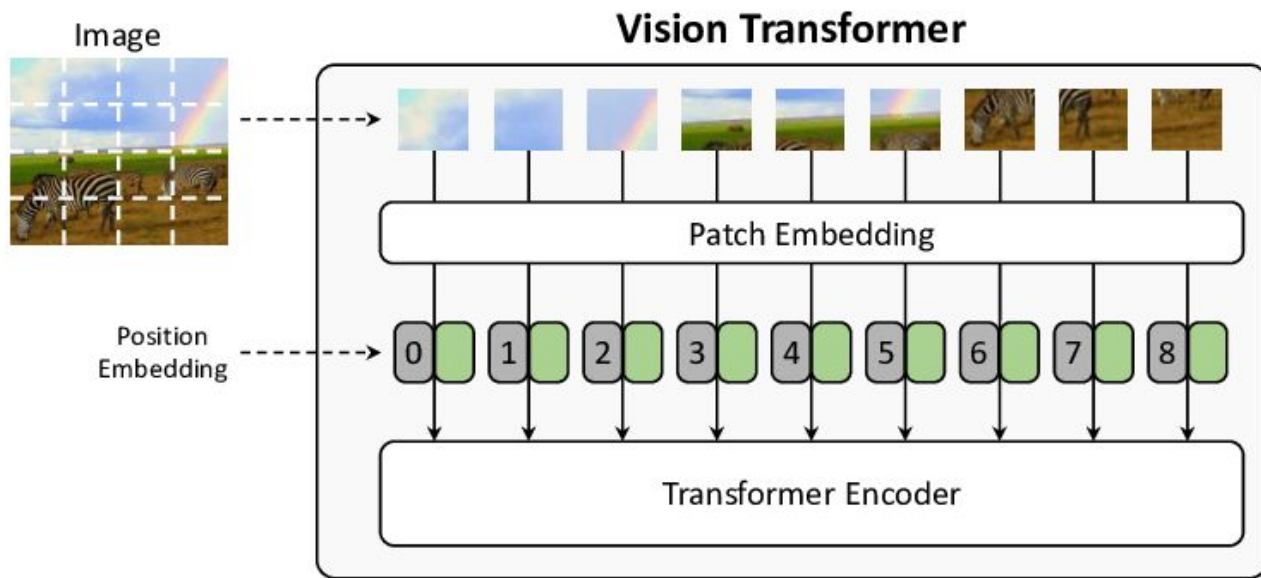 Vision Transformer
Image
Patch Embedding
Position
Embedding
0 1 2 3 4 5 6 7 8
Transformer Encoder